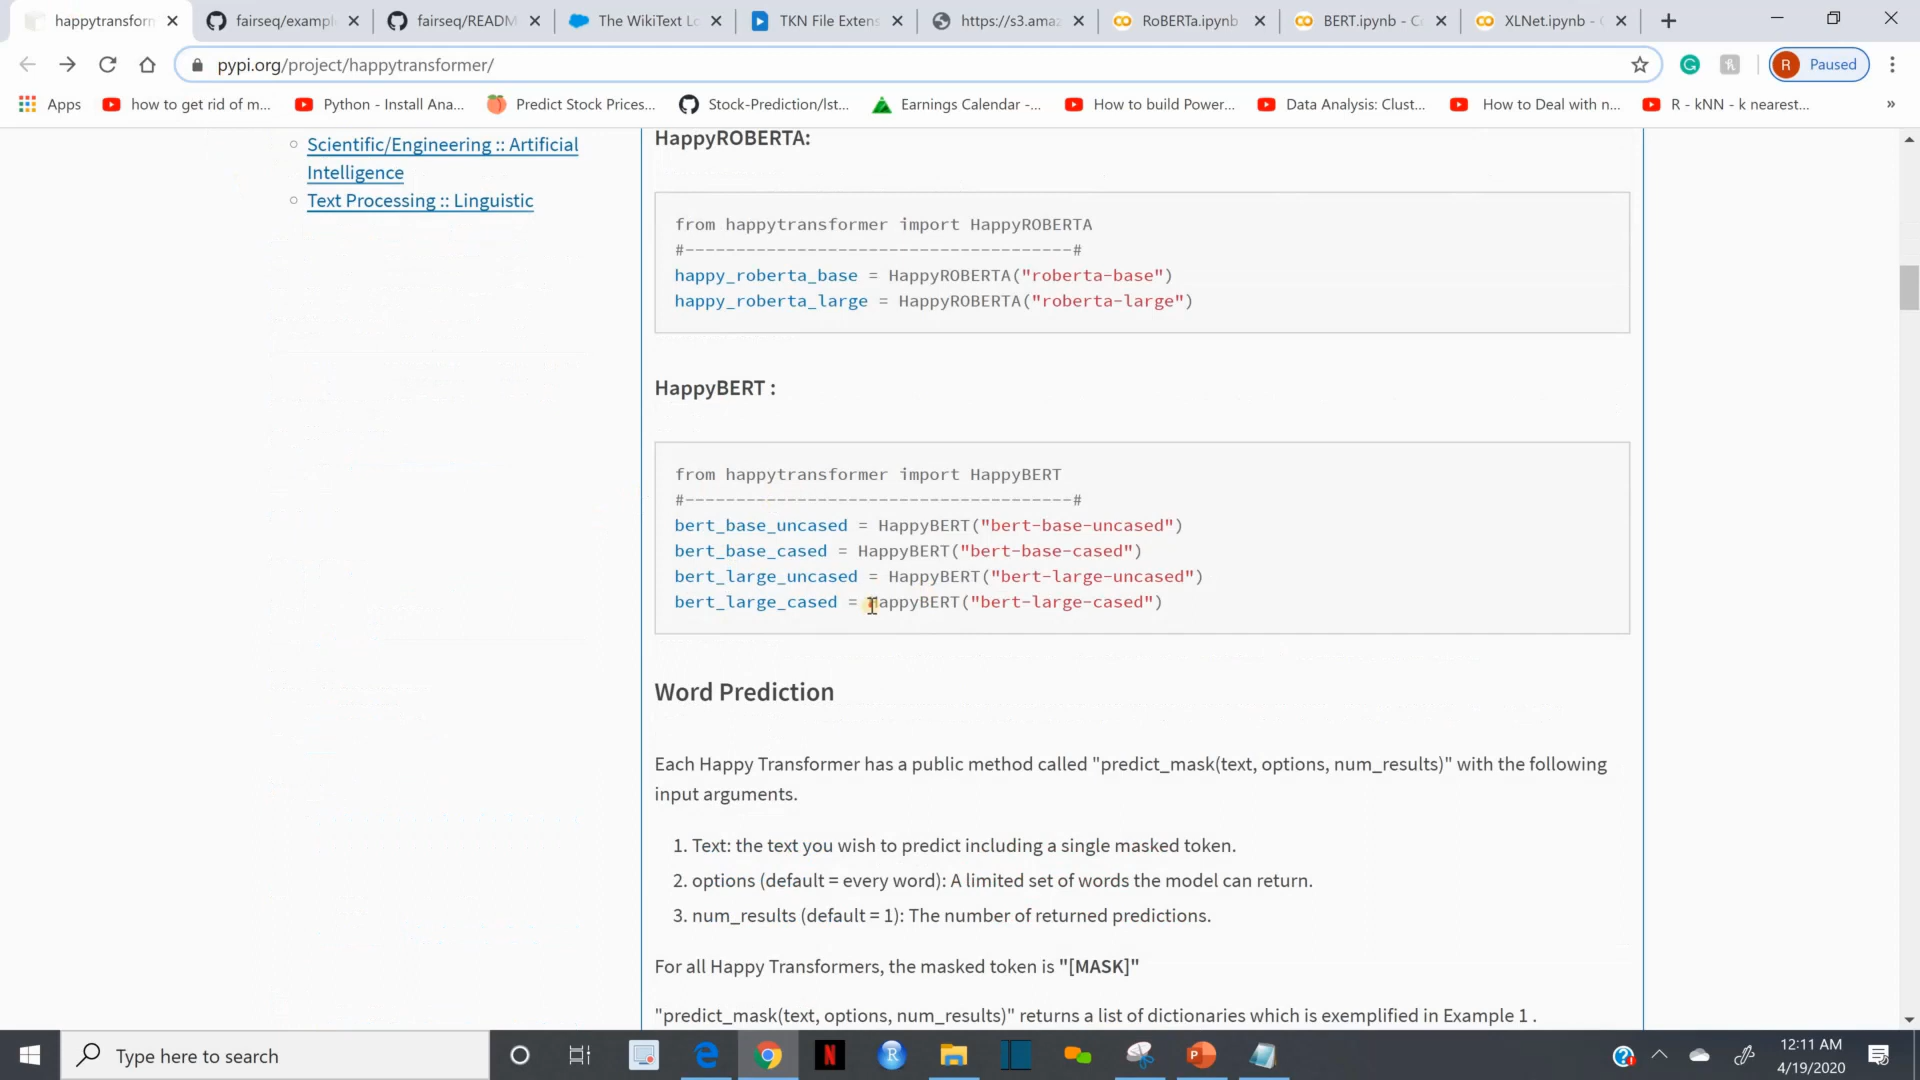 happytransforn
fairseq/exampl
fairseq/READM
The WikiText Lo
TKN File Extens
https://s3.amaz
RoBERTa.ipynb
BERT.ipynb - Co
XLNet.ipynb - C
pypi.org/project/happytransformer/
R Paused
Apps
how to get rid of m...
Python - Install Ana...
Predict Stock Prices...
Stock-Prediction/lst...
Earnings Calendar -...
How to build Power...
Data Analysis: Clust...
How to Deal with n...
R - kNN - k nearest...
»
Scientific/Engineering :: Artificial
Intelligence
Text Processing :: Linguistic
HappyROBERTA:
from happytransformer import HappyROBERTA
#--------------------------------------#
happy_roberta_base = HappyROBERTA("roberta-base")
happy_roberta_large = HappyROBERTA("roberta-large")
HappyBERT :
from happytransformer import HappyBERT
#--------------------------------------#
bert_base_uncased = HappyBERT("bert-base-uncased")
bert_base_cased = HappyBERT("bert-base-cased")
bert_large_uncased = HappyBERT("bert-large-uncased")
bert_large_cased = HappyBERT("bert-large-cased")
Word Prediction
Each Happy Transformer has a public method called "predict_mask(text, options, num_results)" with the following
input arguments.
1. Text: the text you wish to predict including a single masked token.
2. options (default = every word): A limited set of words the model can return.
3. num_results (default = 1): The number of returned predictions.
For all Happy Transformers, the masked token is "[MASK]"
"predict_mask(text, options, num_results)" returns a list of dictionaries which is exemplified in Example 1 .
Type here to search
12:11 AM
4/19/2020